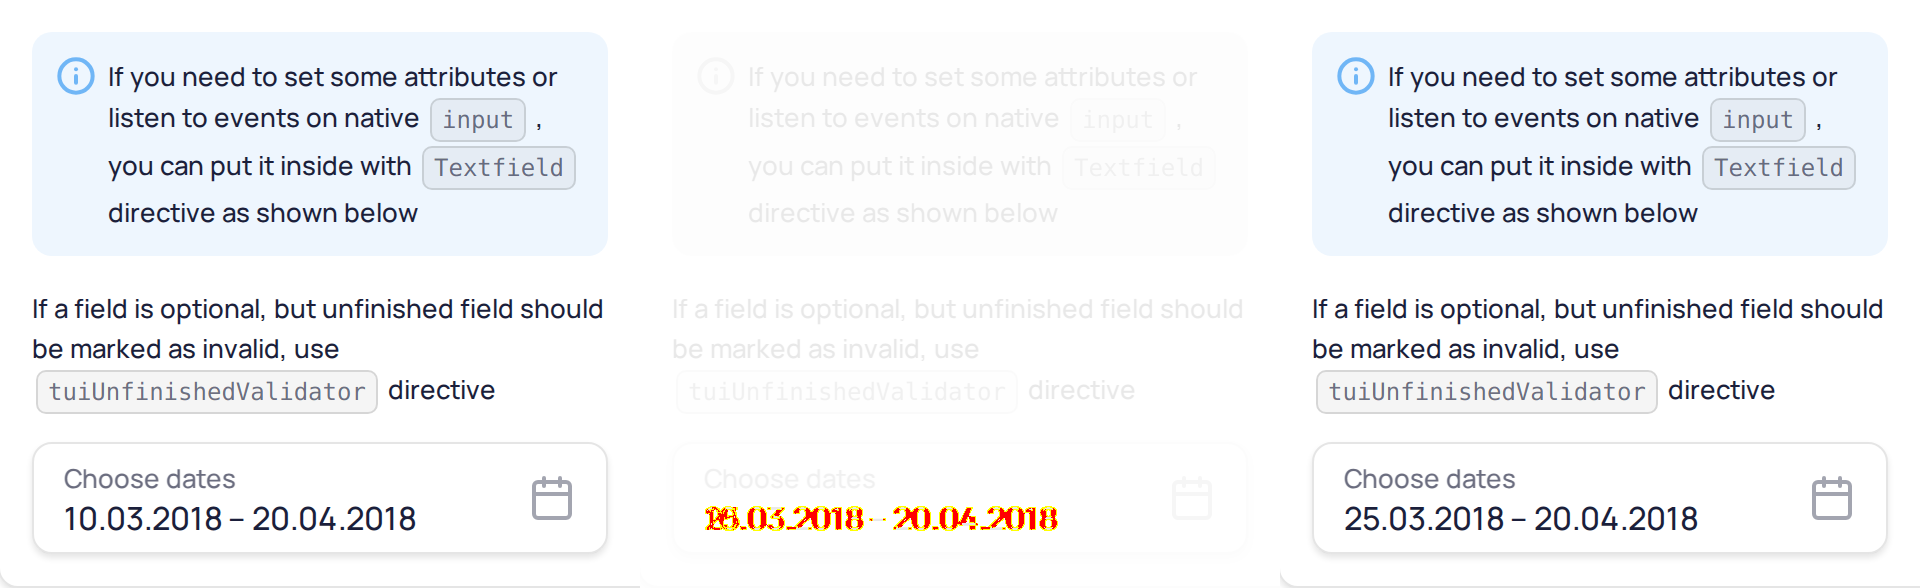 If you need to set some attributes or
listen to events on native input ,
you can put it inside with Textfield
directive as shown below
If a field is optional, but unfinished field should
be marked as invalid, use
tuiUnfinishedValidator directive
Choose dates
10.03.2018 – 20.04.2018
If you need to set some attributes or
listen to events on native input ,
you can put it inside with Textfield
directive as shown below
If a field is optional, but unfinished field should
be marked as invalid, use
tuiUnfinishedValidator directive
Choose dates
.03.2018 – 20.04.2018
If you need to set some attributes or
listen to events on native input ,
you can put it inside with Textfield
directive as shown below
If a field is optional, but unfinished field should
be marked as invalid, use
tuiUnfinishedValidator directive
Choose dates
25.03.2018 – 20.04.2018